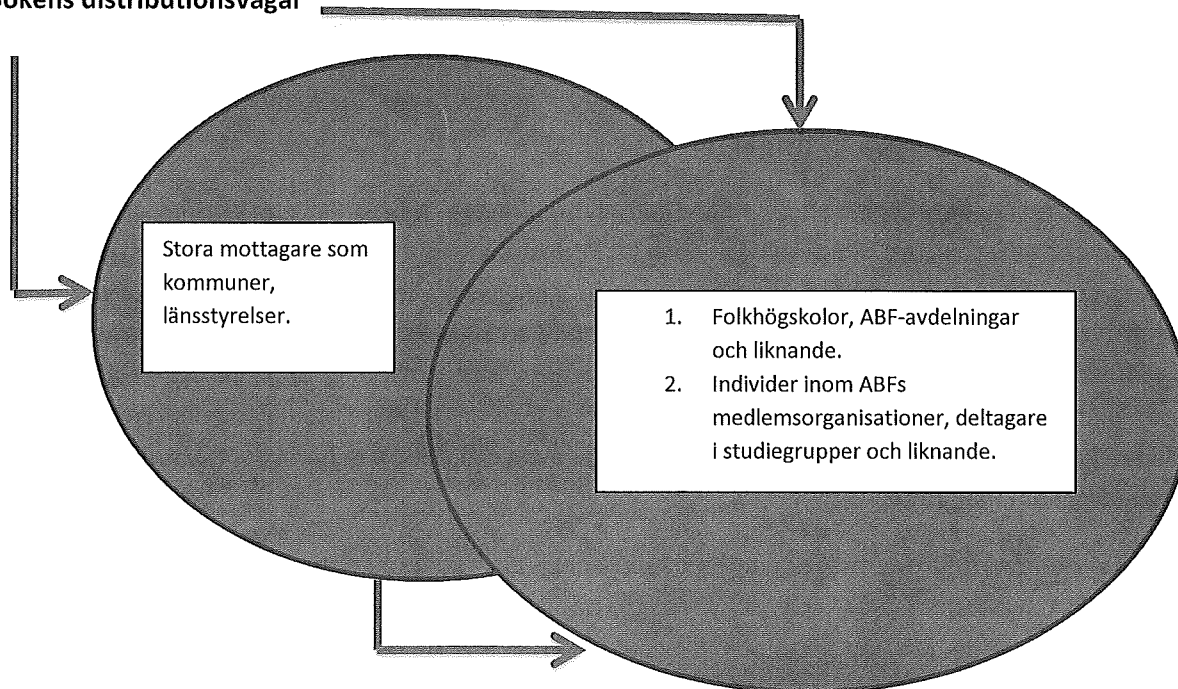 bokens distributionsvägar
Stora mottagare som
kommuner,
länsstyrelser.
1. Folkhögskolor, ABF-avdelningar
och liknande.
2. Individer inom ABFs
medlemsorganisationer, deltagare
i studiegrupper och liknande.